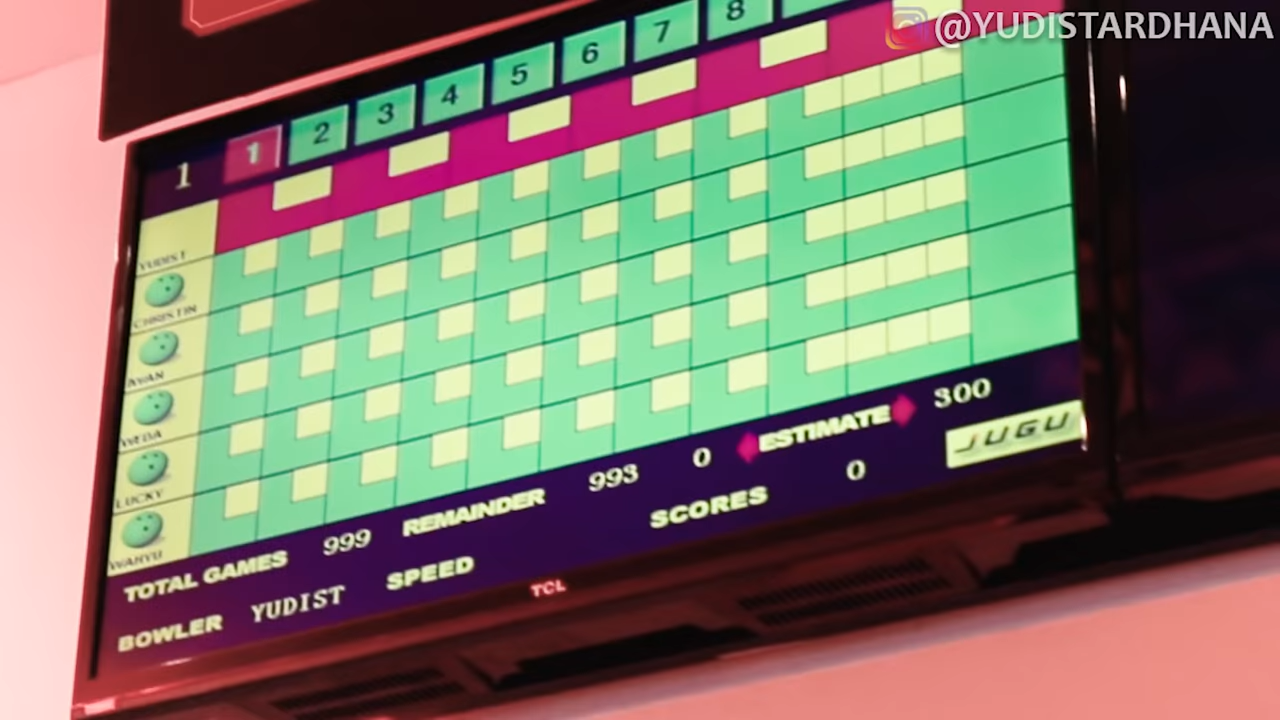 @YUDISTARDHANA
1 1 2 3 4 5 6 7 8
YUDIST
CHRISTIN
IWAN
WEDA
LUCKY
WAHYU
TOTAL GAMES 999 REMAINDER 993 0 ESTIMATE 300
BOWLER YUDIST SPEED SCORES 0
JUGU
TCL